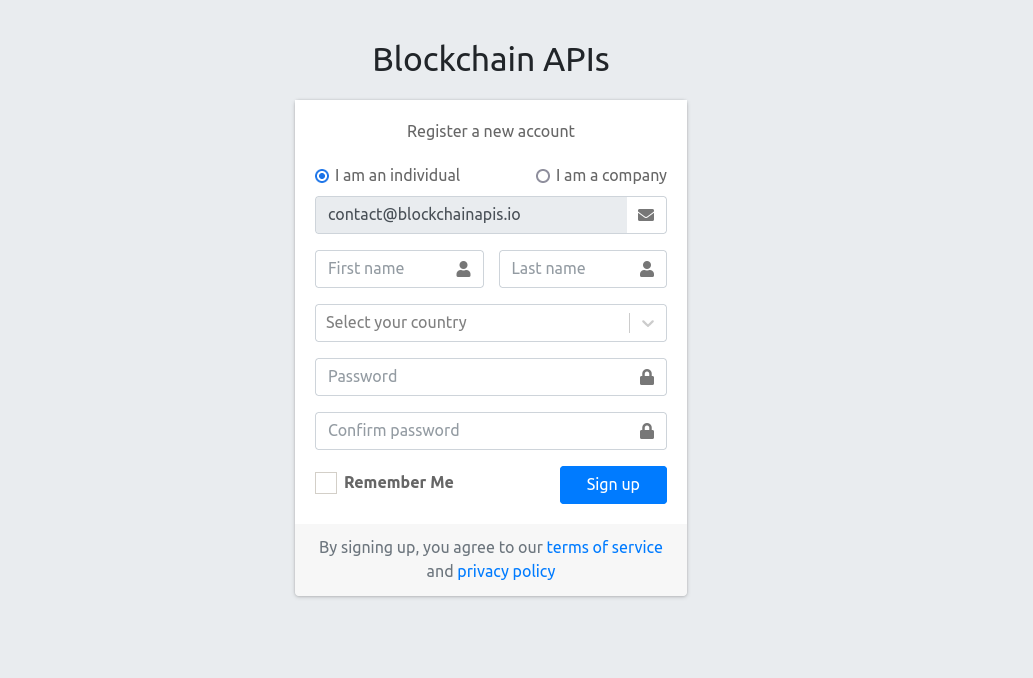 Blockchain APIs
Register a new account
I am an individual
I am a company
contact@blockchainapis.io
First name
Last name
Select your country
Password
Confirm password
Remember Me
Sign up
By signing up, you agree to our terms of service
and privacy policy